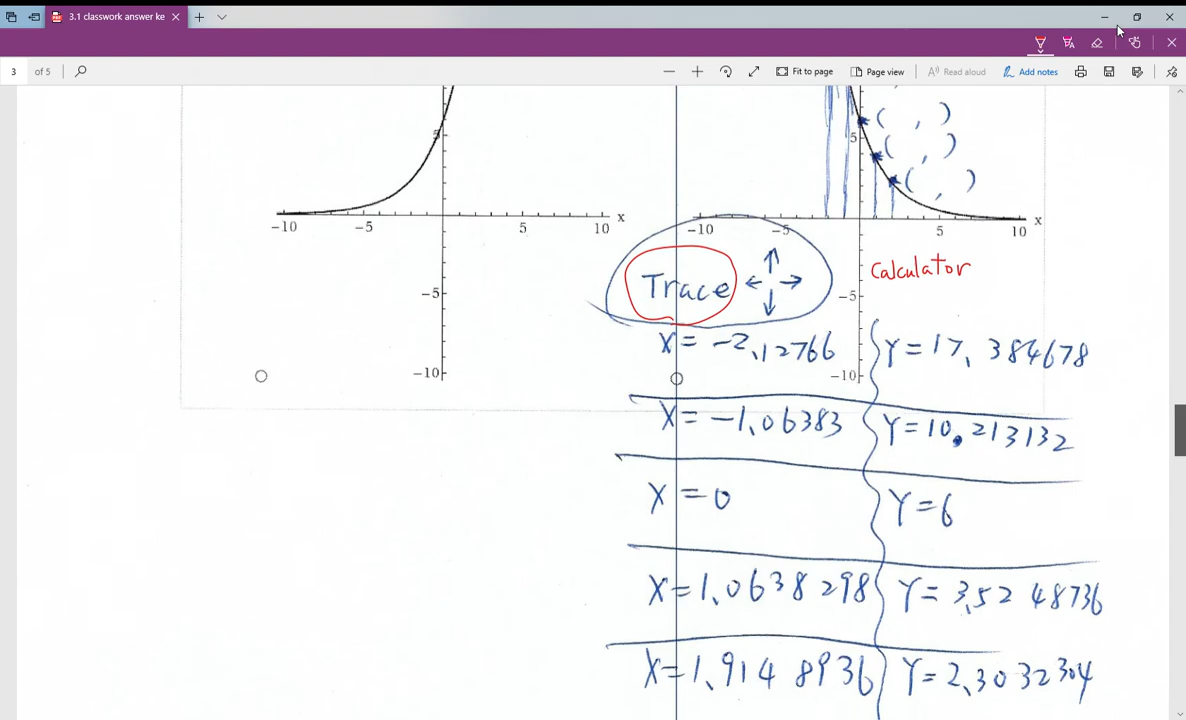 3.1 classwork answer ke
3 of 5 Fit to page Page view Read aloud Add notes
( , )
5 5 ( , )
( , )
x x
-10 -5 5 10 -10 -5 5 10
Trace Calculator
-5 -5
X = -2.12766 Y = 17.384678
-10 -10
X = -1.06383 Y = 10.213132
X = 0 Y = 6
X = 1.0638298 Y = 3.5248736
X = 1.9148936 Y = 2.3032304